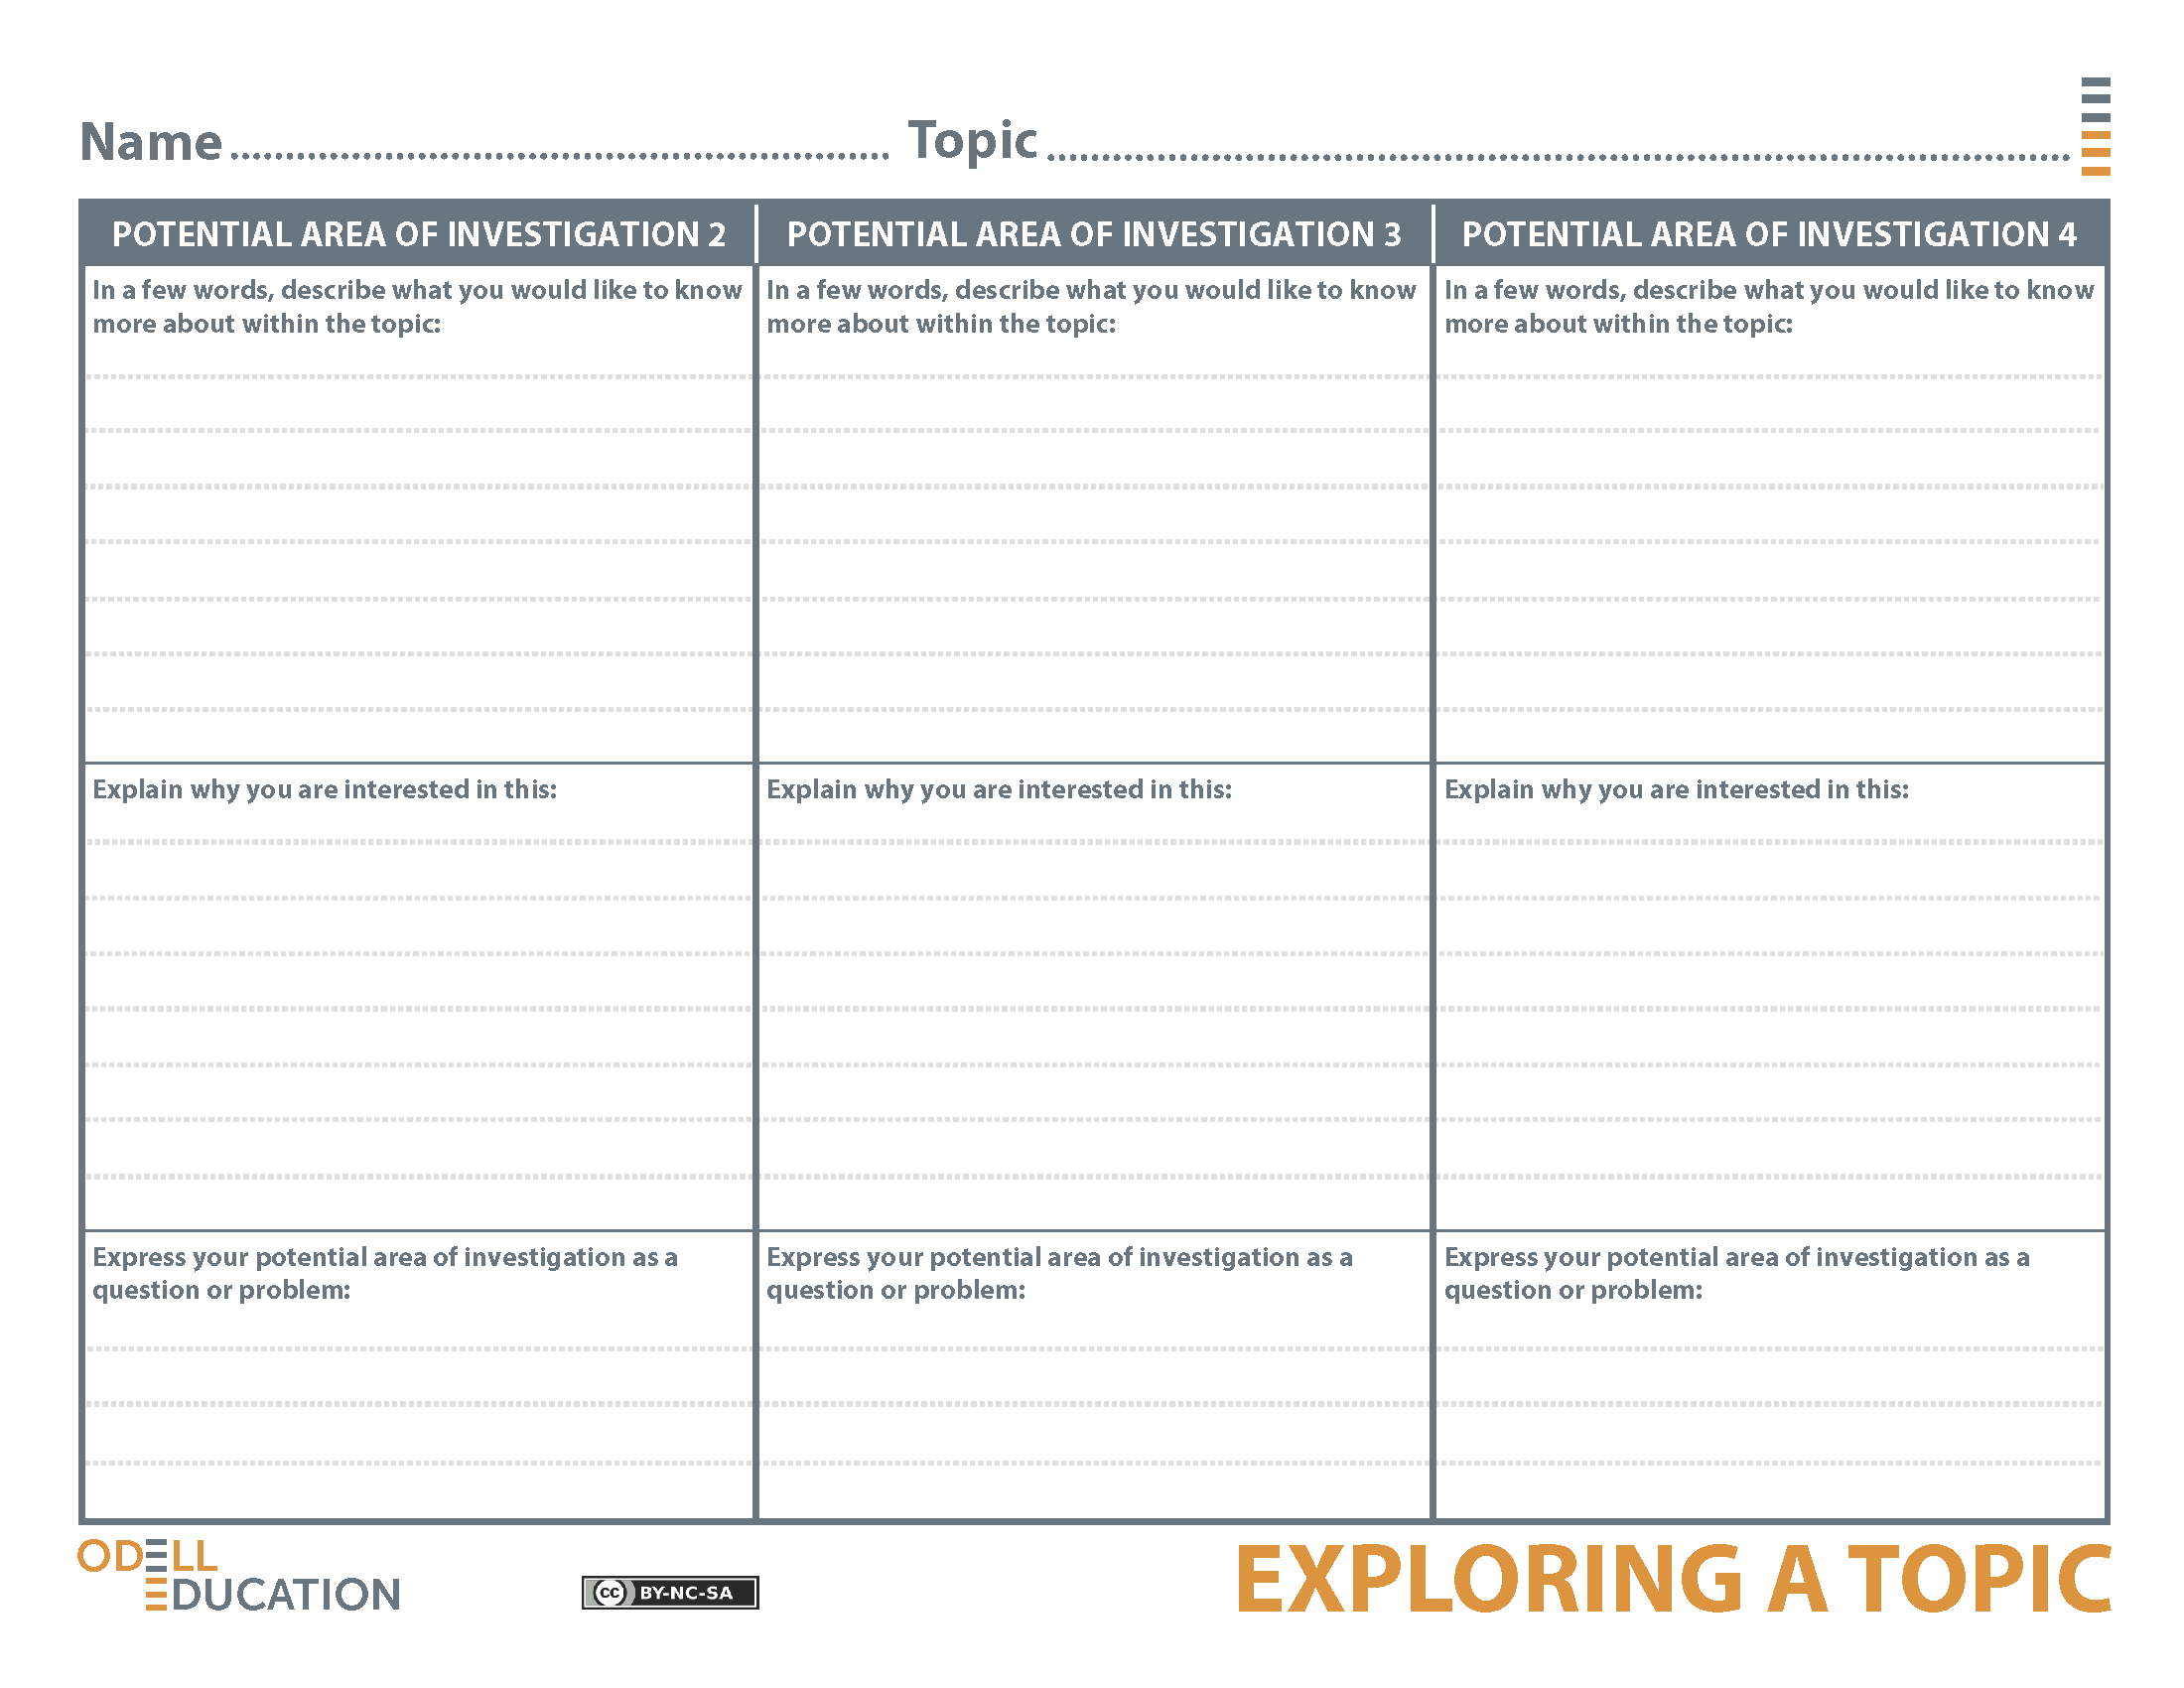 Name Topic
POTENTIAL AREA OF INVESTIGATION 2
In a few words, describe what you would like to know
more about within the topic:
Explain why you are interested in this:
Express your potential area of investigation as a
question or problem:
POTENTIAL AREA OF INVESTIGATION 3
In a few words, describe what you would like to know
more about within the topic:
Explain why you are interested in this:
Express your potential area of investigation as a
question or problem:
POTENTIAL AREA OF INVESTIGATION 4
In a few words, describe what you would like to know
more about within the topic:
Explain why you are interested in this:
Express your potential area of investigation as a
question or problem:
ODELL
EDUCATION
cc BY-NC-SA
EXPLORING A TOPIC